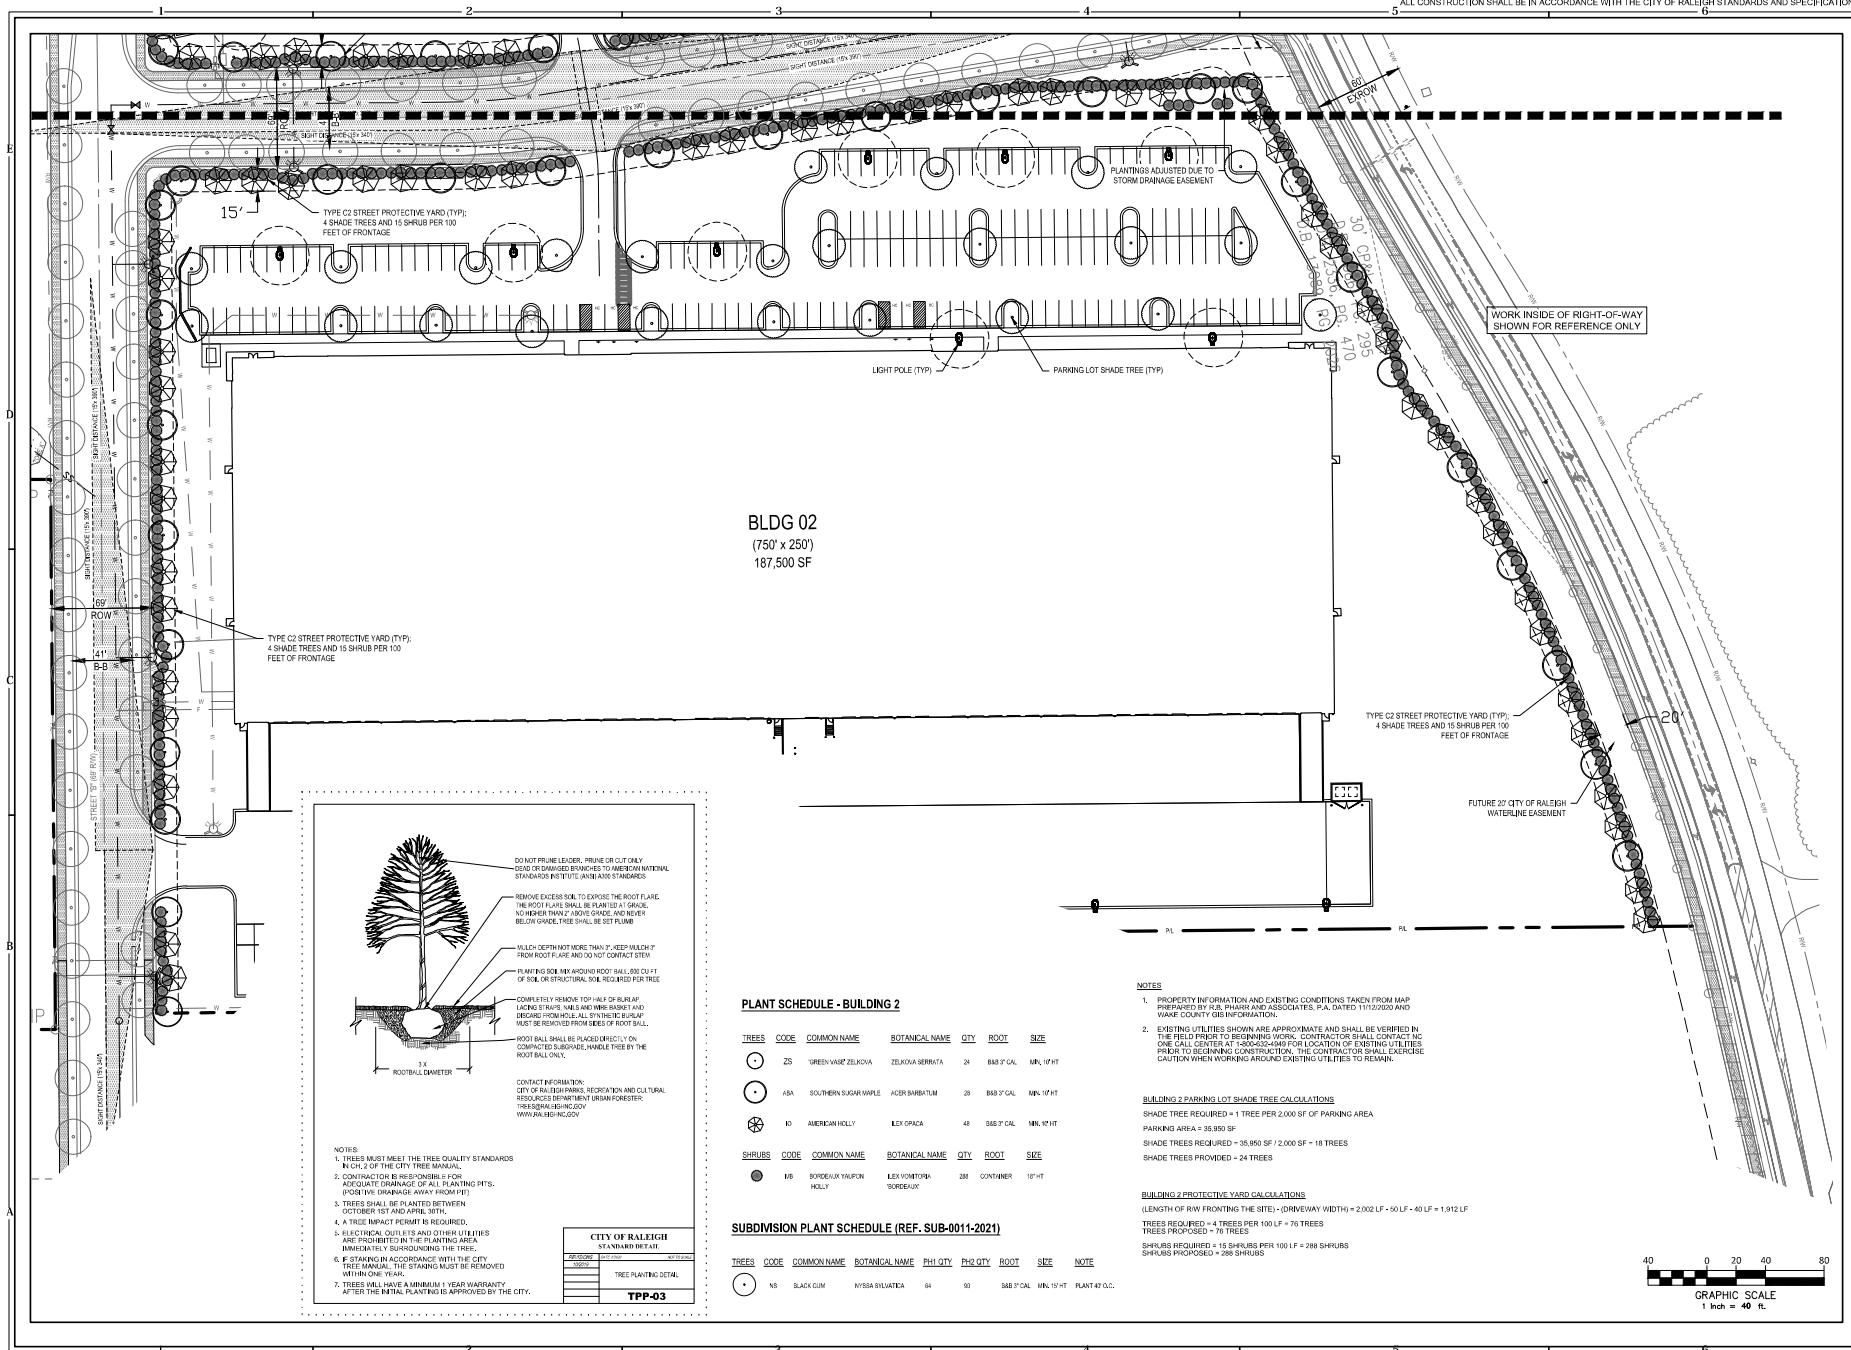 ALL CONSTRUCTION SHALL BE IN ACCORDANCE WITH THE CITY OF RALEIGH STANDARDS AND SPECIFICATION
1 2 3 4 5 6
E
D
C
B
A
SIGHT DISTANCE (15'x 390')
SIGHT DISTANCE (15'x 340')
60'
EXROW
R/W
15'
TYPE C2 STREET PROTECTIVE YARD (TYP);
4 SHADE TREES AND 15 SHRUB PER 100
FEET OF FRONTAGE
PLANTINGS ADJUSTED DUE TO
STORM DRAINAGE EASEMENT
WORK INSIDE OF RIGHT-OF-WAY
SHOWN FOR REFERENCE ONLY
LIGHT POLE (TYP)
PARKING LOT SHADE TREE (TYP)
BLDG 02
(750' x 250')
187,500 SF
69'
ROW
41'
B-B
TYPE C2 STREET PROTECTIVE YARD (TYP);
4 SHADE TREES AND 15 SHRUB PER 100
FEET OF FRONTAGE
STREET "B" (69' R/W)
TYPE C2 STREET PROTECTIVE YARD (TYP);
4 SHADE TREES AND 15 SHRUB PER 100
FEET OF FRONTAGE
20'
FUTURE 20' CITY OF RALEIGH
WATERLINE EASEMENT
P/L
P/L
DO NOT PRUNE LEADER. PRUNE OR CUT ONLY
DEAD OR DAMAGED BRANCHES TO AMERICAN NATIONAL
STANDARDS INSTITUTE (ANSI) A300 STANDARDS
REMOVE EXCESS SOIL TO EXPOSE THE ROOT FLARE.
THE ROOT FLARE SHALL BE PLANTED AT GRADE,
NO HIGHER THAN 2" ABOVE GRADE, AND NEVER
BELOW GRADE. TREE SHALL BE SET PLUMB
MULCH DEPTH NOT MORE THAN 3". KEEP MULCH 3"
FROM ROOT FLARE AND DO NOT CONTACT STEM
PLANTING SOIL MIX AROUND ROOT BALL. 600 CU FT
OF SOIL OR STRUCTURAL SOIL REQUIRED PER TREE
COMPLETELY REMOVE TOP HALF OF BURLAP,
LACING STRAPS, NAILS AND WIRE BASKET AND
DISCARD FROM HOLE. ALL SYNTHETIC BURLAP
MUST BE REMOVED FROM SIDES OF ROOT BALL.
ROOT BALL SHALL BE PLACED DIRECTLY ON
COMPACTED SUBGRADE. HANDLE TREE BY THE
ROOT BALL ONLY.
3 X
ROOTBALL DIAMETER
CONTACT INFORMATION:
CITY OF RALEIGH PARKS, RECREATION AND CULTURAL
RESOURCES DEPARTMENT URBAN FORESTER:
TREES@RALEIGHNC.GOV
WWW.RALEIGHNC.GOV
NOTES:
1. TREES MUST MEET THE TREE QUALITY STANDARDS
IN CH. 2 OF THE CITY TREE MANUAL.
2. CONTRACTOR IS RESPONSIBLE FOR
ADEQUATE DRAINAGE OF ALL PLANTING PITS.
(POSITIVE DRAINAGE AWAY FROM PIT)
3. TREES SHALL BE PLANTED BETWEEN
OCTOBER 1ST AND APRIL 30TH.
4. A TREE IMPACT PERMIT IS REQUIRED.
5. ELECTRICAL OUTLETS AND OTHER UTILITIES
ARE PROHIBITED IN THE PLANTING AREA
IMMEDIATELY SURROUNDING THE TREE.
6. IF STAKING IN ACCORDANCE WITH THE CITY
TREE MANUAL, THE STAKING MUST BE REMOVED
WITHIN ONE YEAR.
7. TREES WILL HAVE A MINIMUM 1 YEAR WARRANTY
AFTER THE INITIAL PLANTING IS APPROVED BY THE CITY.
CITY OF RALEIGH
STANDARD DETAIL
REVISIONS
NOT TO SCALE
TREE PLANTING DETAIL
TPP-03
PLANT SCHEDULE - BUILDING 2
TREES CODE COMMON NAME BOTANICAL NAME QTY ROOT SIZE
ZS 'GREEN VASE' ZELKOVA ZELKOVA SERRATA 24 B&B 3" CAL MIN. 10' HT
ABA SOUTHERN SUGAR MAPLE ACER BARBATUM 28 B&B 3" CAL MIN. 10' HT
IO AMERICAN HOLLY ILEX OPACA 48 B&B 3" CAL MIN. 10' HT
SHRUBS CODE COMMON NAME BOTANICAL NAME QTY ROOT SIZE
IVB BORDEAUX YAUPON ILEX VOMITORIA 288 CONTAINER 18" HT
HOLLY 'BORDEAUX'
SUBDIVISION PLANT SCHEDULE (REF. SUB-0011-2021)
TREES CODE COMMON NAME BOTANICAL NAME PH1 QTY PH2 QTY ROOT SIZE NOTE
NS BLACK GUM NYSSA SYLVATICA 64 90 B&B 3" CAL MIN. 15' HT PLANT 40' O.C.
NOTES
1. PROPERTY INFORMATION AND EXISTING CONDITIONS TAKEN FROM MAP
PREPARED BY R.B. PHARR AND ASSOCIATES, P.A. DATED 11/12/2020 AND
WAKE COUNTY GIS INFORMATION.
2. EXISTING UTILITIES SHOWN ARE APPROXIMATE AND SHALL BE VERIFIED IN
THE FIELD PRIOR TO BEGINNING WORK. CONTRACTOR SHALL CONTACT NC
ONE CALL CENTER AT 1-800-632-4949 FOR LOCATION OF EXISTING UTILITIES
PRIOR TO BEGINNING CONSTRUCTION. THE CONTRACTOR SHALL EXERCISE
CAUTION WHEN WORKING AROUND EXISTING UTILITIES TO REMAIN.
BUILDING 2 PARKING LOT SHADE TREE CALCULATIONS
SHADE TREE REQUIRED = 1 TREE PER 2,000 SF OF PARKING AREA
PARKING AREA = 35,950 SF
SHADE TREES REQIURED = 35,950 SF / 2,000 SF = 18 TREES
SHADE TREES PROVIDED = 24 TREES
BUILDING 2 PROTECTIVE YARD CALCULATIONS
(LENGTH OF R/W FRONTING THE SITE) - (DRIVEWAY WIDTH) = 2,002 LF - 50 LF - 40 LF = 1,912 LF
TREES REQUIRED = 4 TREES PER 100 LF = 76 TREES
TREES PROPOSED = 76 TREES
SHRUBS REQUIRED = 15 SHRUBS PER 100 LF = 288 SHRUBS
SHRUBS PROPOSED = 288 SHRUBS
40 0 20 40 80
GRAPHIC SCALE
1 inch = 40 ft.